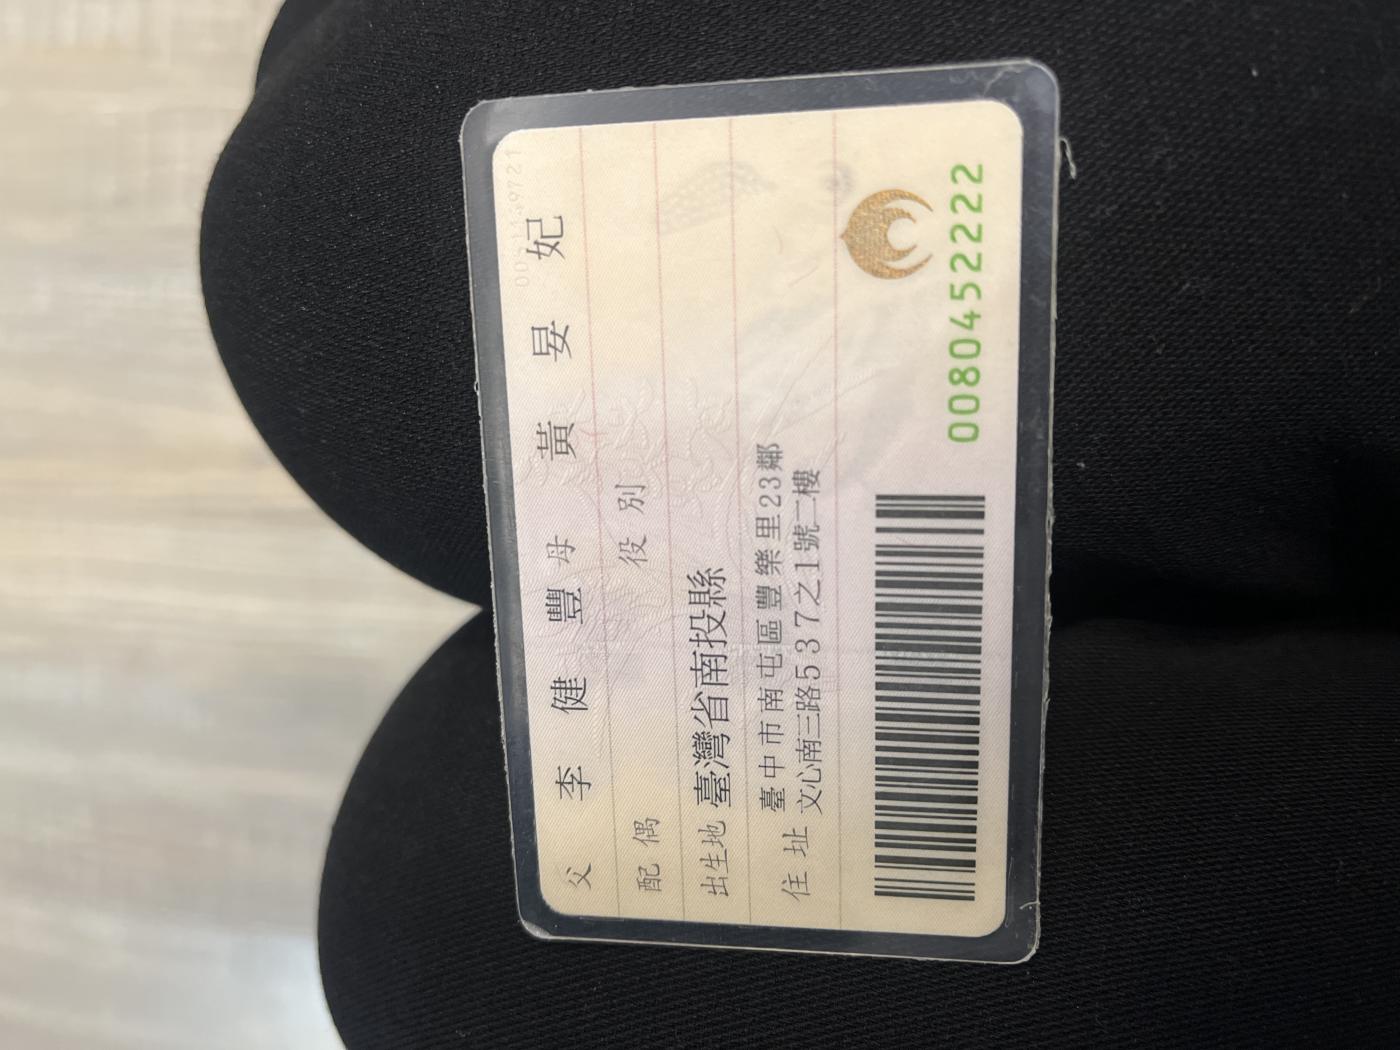 父 李健豐 母 黃妟妃
配偶 役別
出生地 臺灣省南投縣
住址 臺中市南屯區豐樂里23鄰
文心南三路537之1號二樓
0080452222